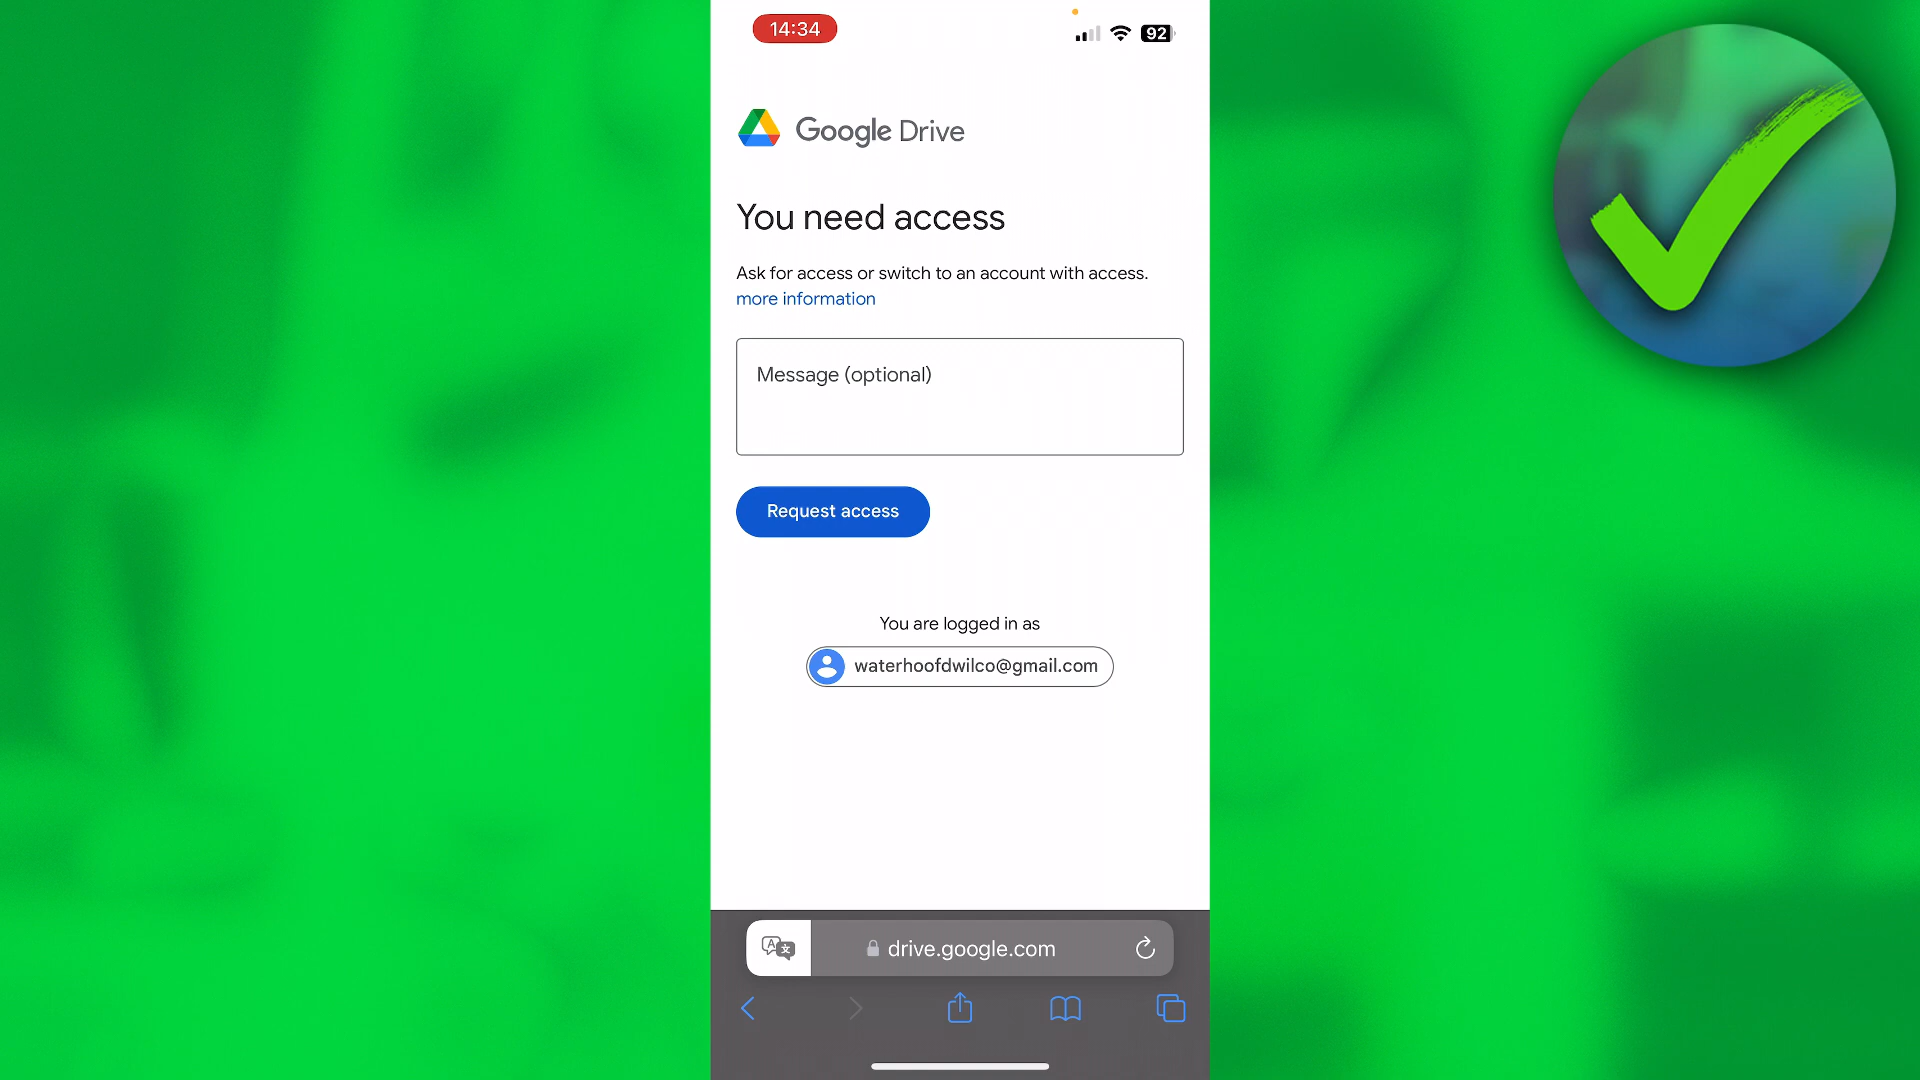 14:34
92
Google Drive
You need access
Ask for access or switch to an account with access.
more information
Message (optional)
Request access
You are logged in as
waterhoofdwilco@gmail.com
drive.google.com